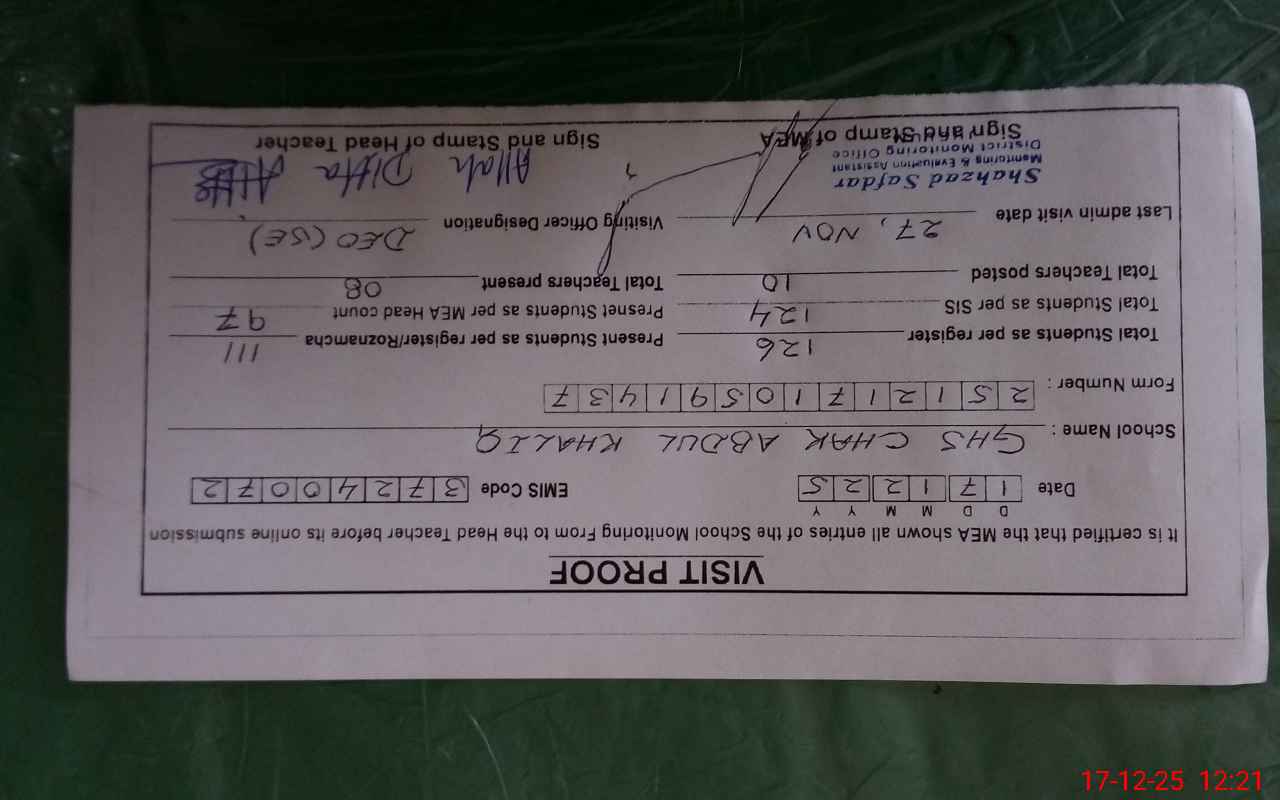 VISIT PROOF
It is certified that the MEA shown all entries of the School Monitoring From to the Head Teacher before its online submission
D D M M Y Y
Date 1 7 1 2 2 5 EMIS Code 3 7 2 4 0 0 7 2
School Name : GHS CHAK ABDUL KHALIQ
Form Number : 2 5 1 2 1 7 1 0 5 9 1 4 3 7
Total Students as per register 126 Present Students as per register/Roznamcha 111
Total Students as per SIS 124 Presnet Students as per MEA Head count 97
Total Teachers posted 10 Total Teachers present 08
Last admin visit date 27, NOV Visiting Officer Designation DEO (SE)
Shahzad Safdar Allah Ditta
Monitoring & Evaluation Assistant
District Monitoring Office
Sign and Stamp of MEA Sign and Stamp of Head Teacher
17-12-25 12:21